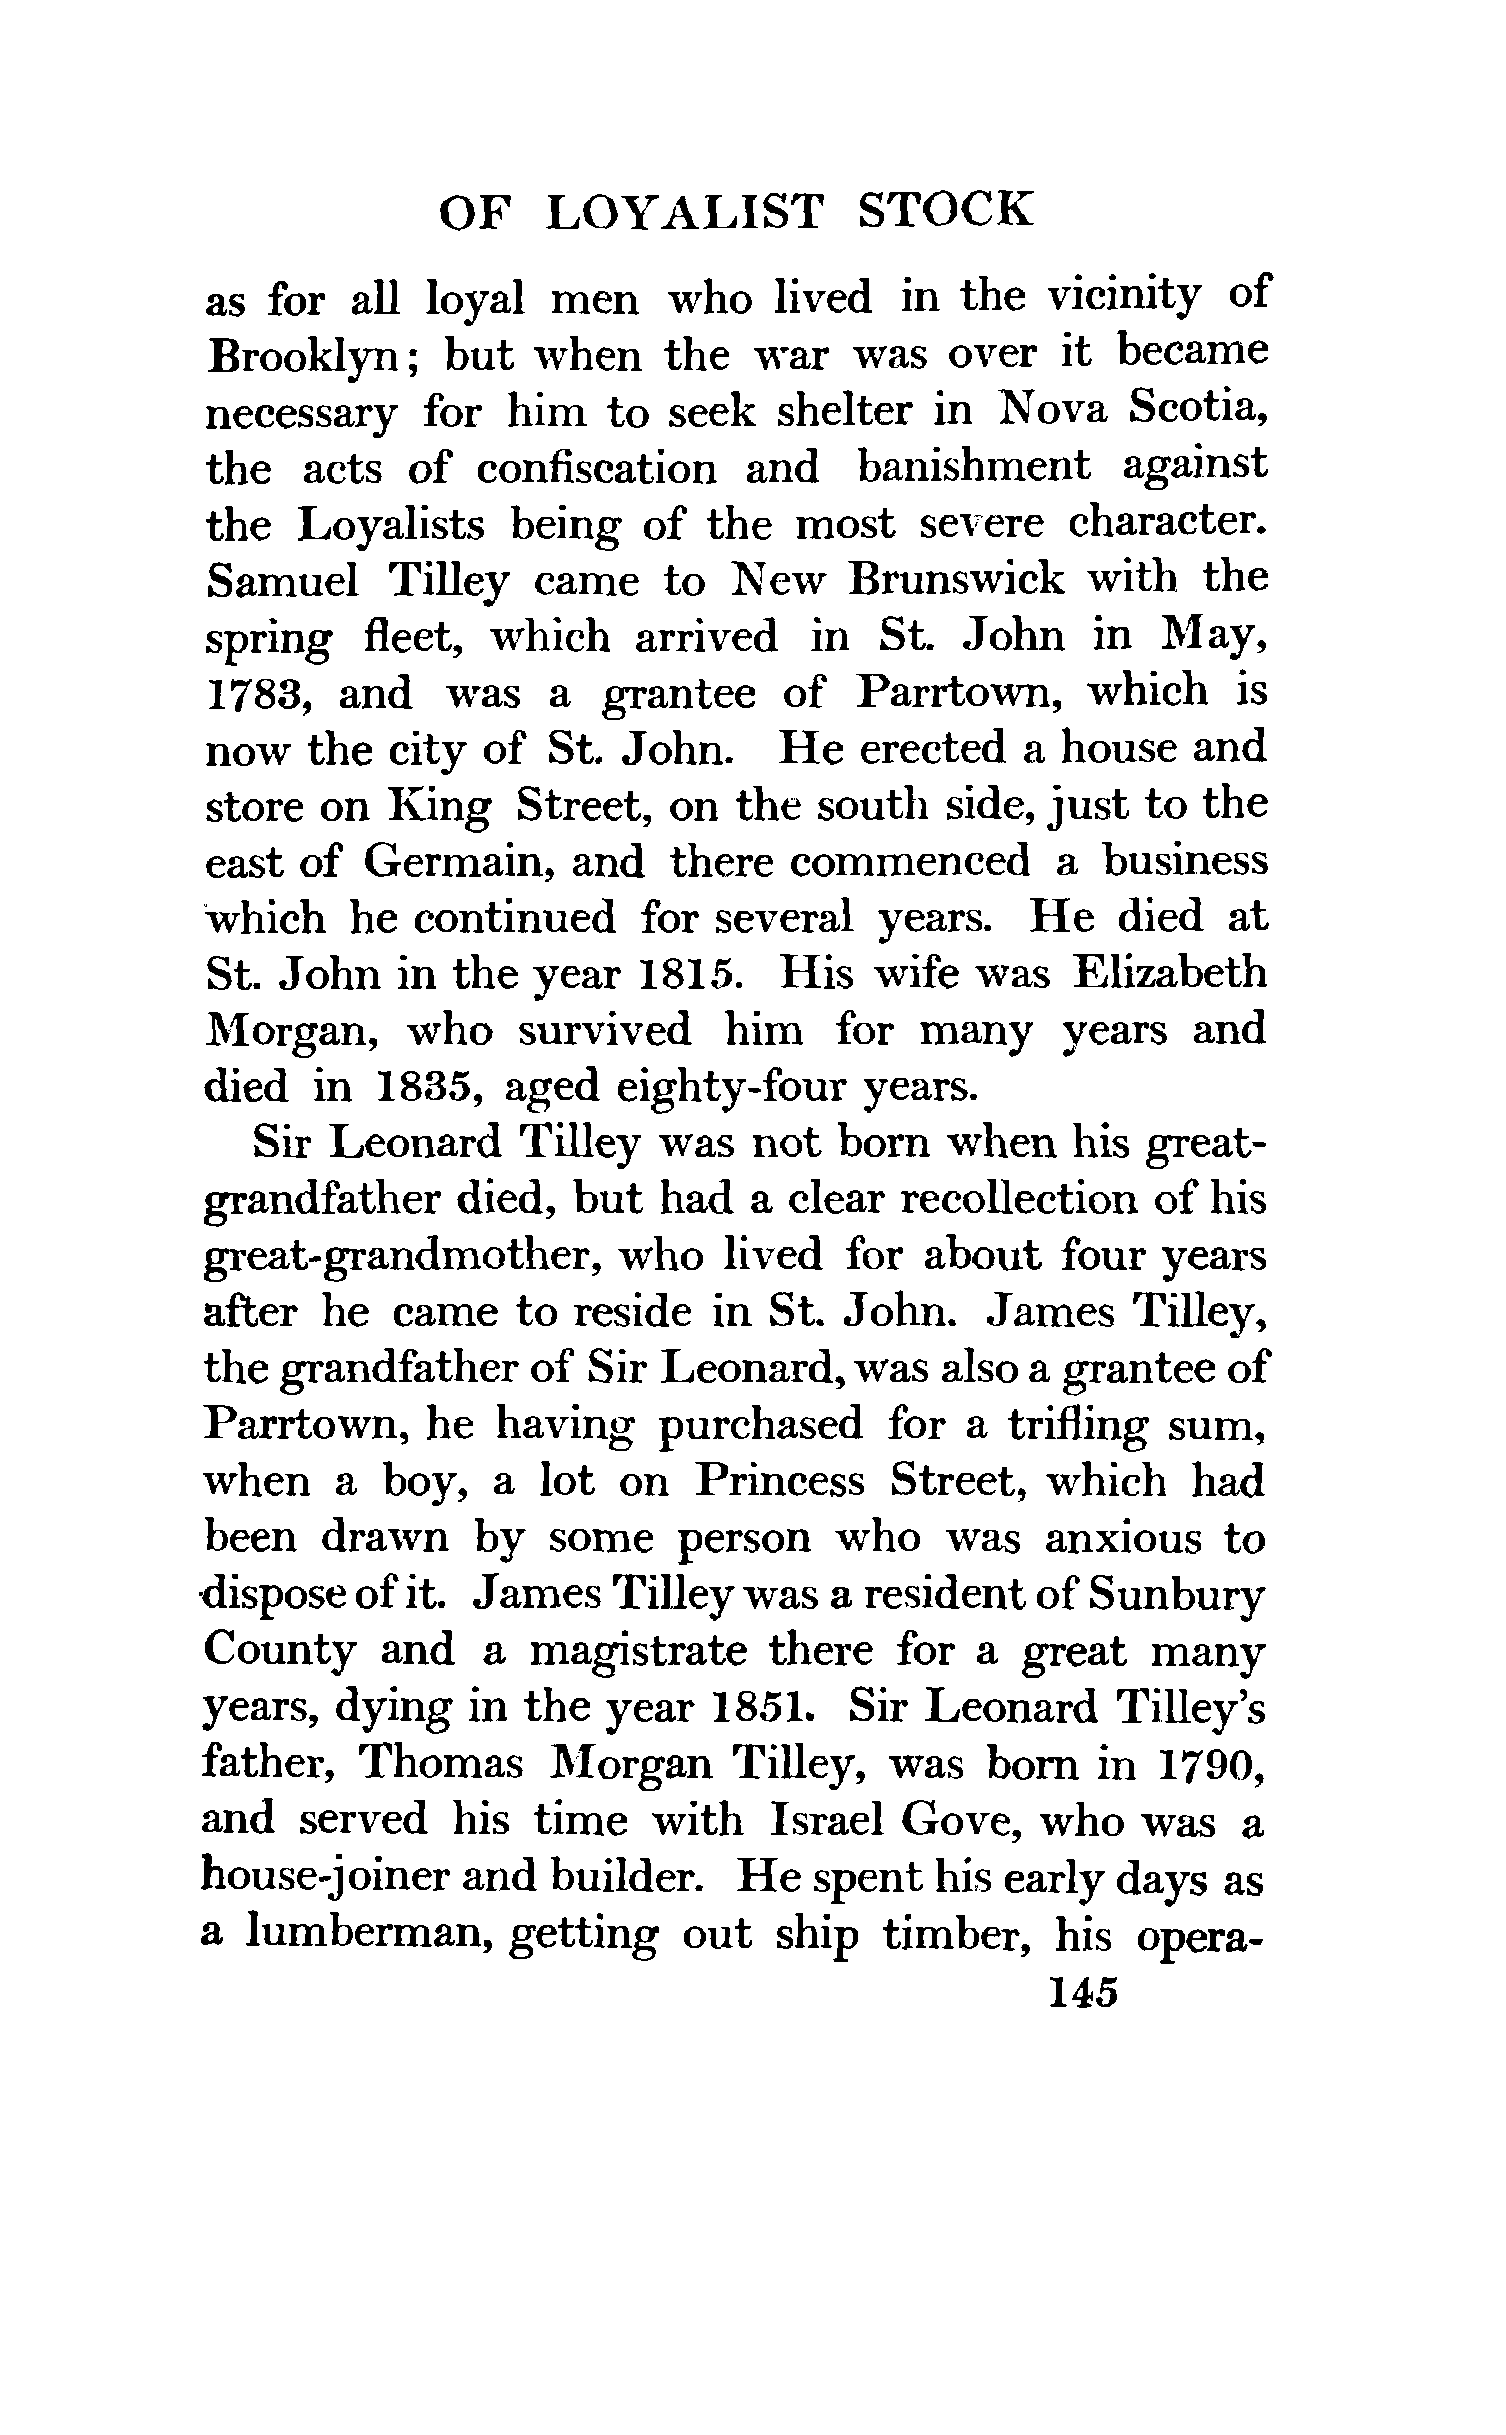 OF LOYALIST STOCK
as for all loyal men who lived in the vicinity of
Brooklyn; but when the war was over it became
necessary for him to seek shelter in Nova Scotia,
the acts of confiscation and banishment against
the Loyalists being of the most severe character.
Samuel Tilley came to New Brunswick with the
spring fleet, which arrived in St. John in May,
1783, and was a grantee of Parrtown, which is
now the city of St. John. He erected a house and
store on King Street, on the south side, just to the
east of Germain, and there commenced a business
which he continued for several years. He died at
St. John in the year 1815. His wife was Elizabeth
Morgan, who survived him for many years and
died in 1835, aged eighty-four years.
Sir Leonard Tilley was not born when his great-
grandfather died, but had a clear recollection of his
great-grandmother, who lived for about four years
after he came to reside in St. John. James Tilley,
the grandfather of Sir Leonard, was also a grantee of
Parrtown, he having purchased for a trifling sum,
when a boy, a lot on Princess Street, which had
been drawn by some person who was anxious to
dispose of it. James Tilley was a resident of Sunbury
County and a magistrate there for a great many
years, dying in the year 1851. Sir Leonard Tilley's
father, Thomas Morgan Tilley, was born in 1790,
and served his time with Israel Gove, who was a
house-joiner and builder. He spent his early days as
a lumberman, getting out ship timber, his opera-
145